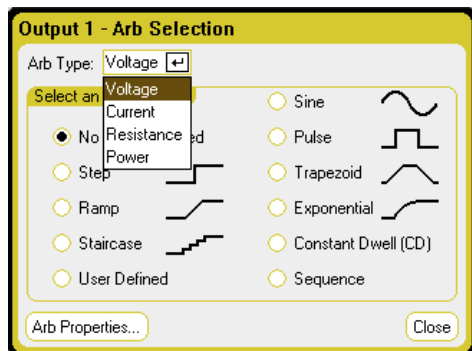 Output 1 - Arb Selection
Arb Type: Voltage
Voltage
Current
Resistance
Power
Select an
No
Step
Ramp
Staircase
User Defined
Sine
Pulse
Trapezoid
Exponential
Constant Dwell (CD)
Sequence
Arb Properties...
Close